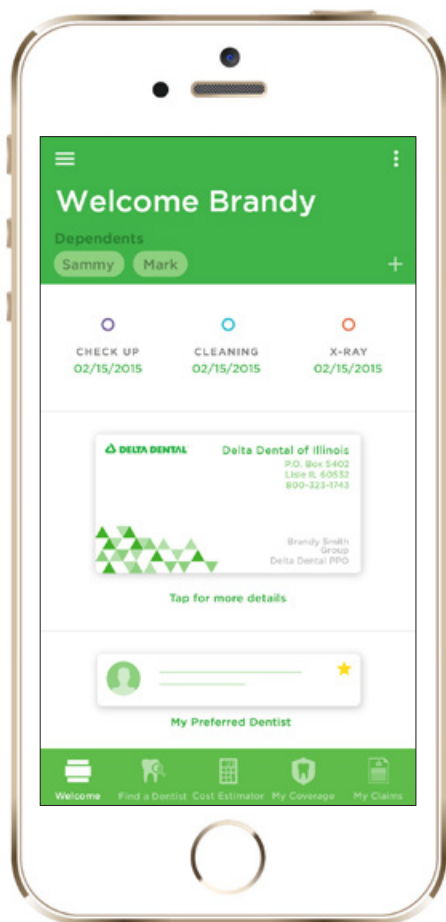 Welcome Brandy
Dependents
Sammy Mark
CHECK UP CLEANING X-RAY
02/15/2015 02/15/2015 02/15/2015
DELTA DENTAL
Delta Dental of Illinois
P.O. Box 5402
Lisle IL 60532
800-323-1743
Brandy Smith
Group
Delta Dental PPO
Tap for more details
My Preferred Dentist
Welcome Find a Dentist Cost Estimator My Coverage My Claims